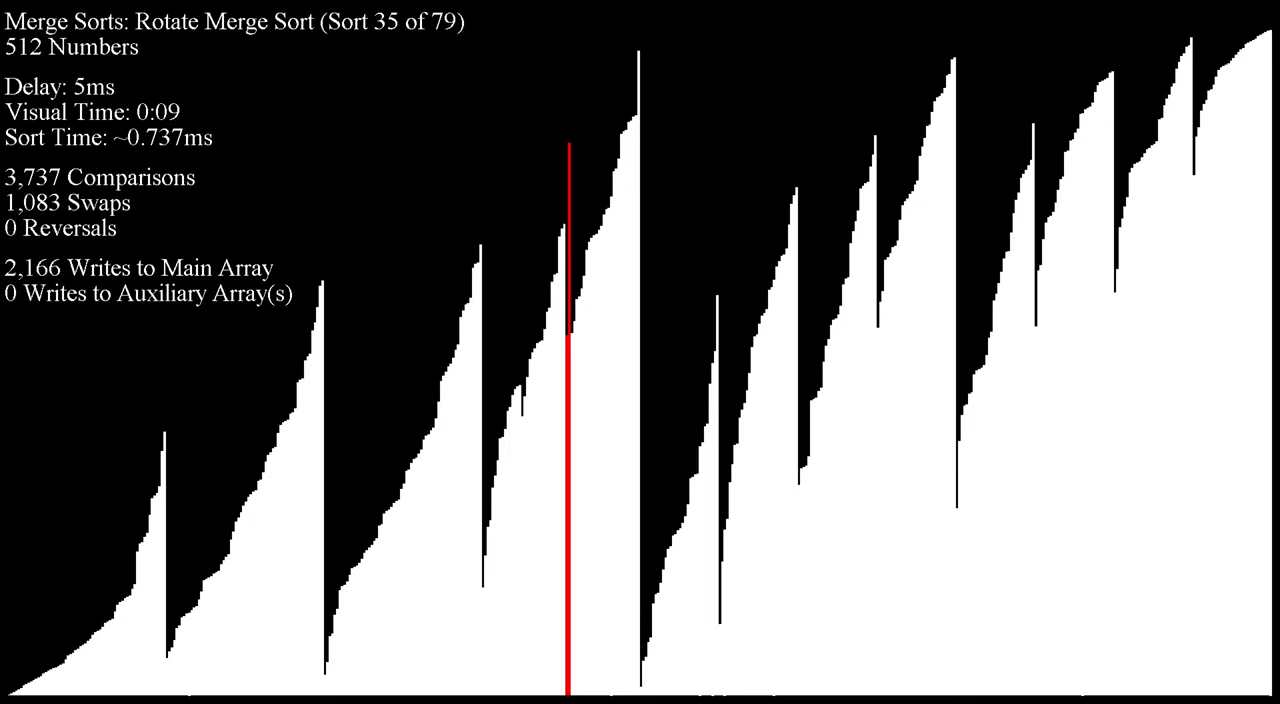 Merge Sorts: Rotate Merge Sort (Sort 35 of 79)
512 Numbers
Delay: 5ms
Visual Time: 0:09
Sort Time: ~0.737ms
3,737 Comparisons
1,083 Swaps
0 Reversals
2,166 Writes to Main Array
0 Writes to Auxiliary Array(s)